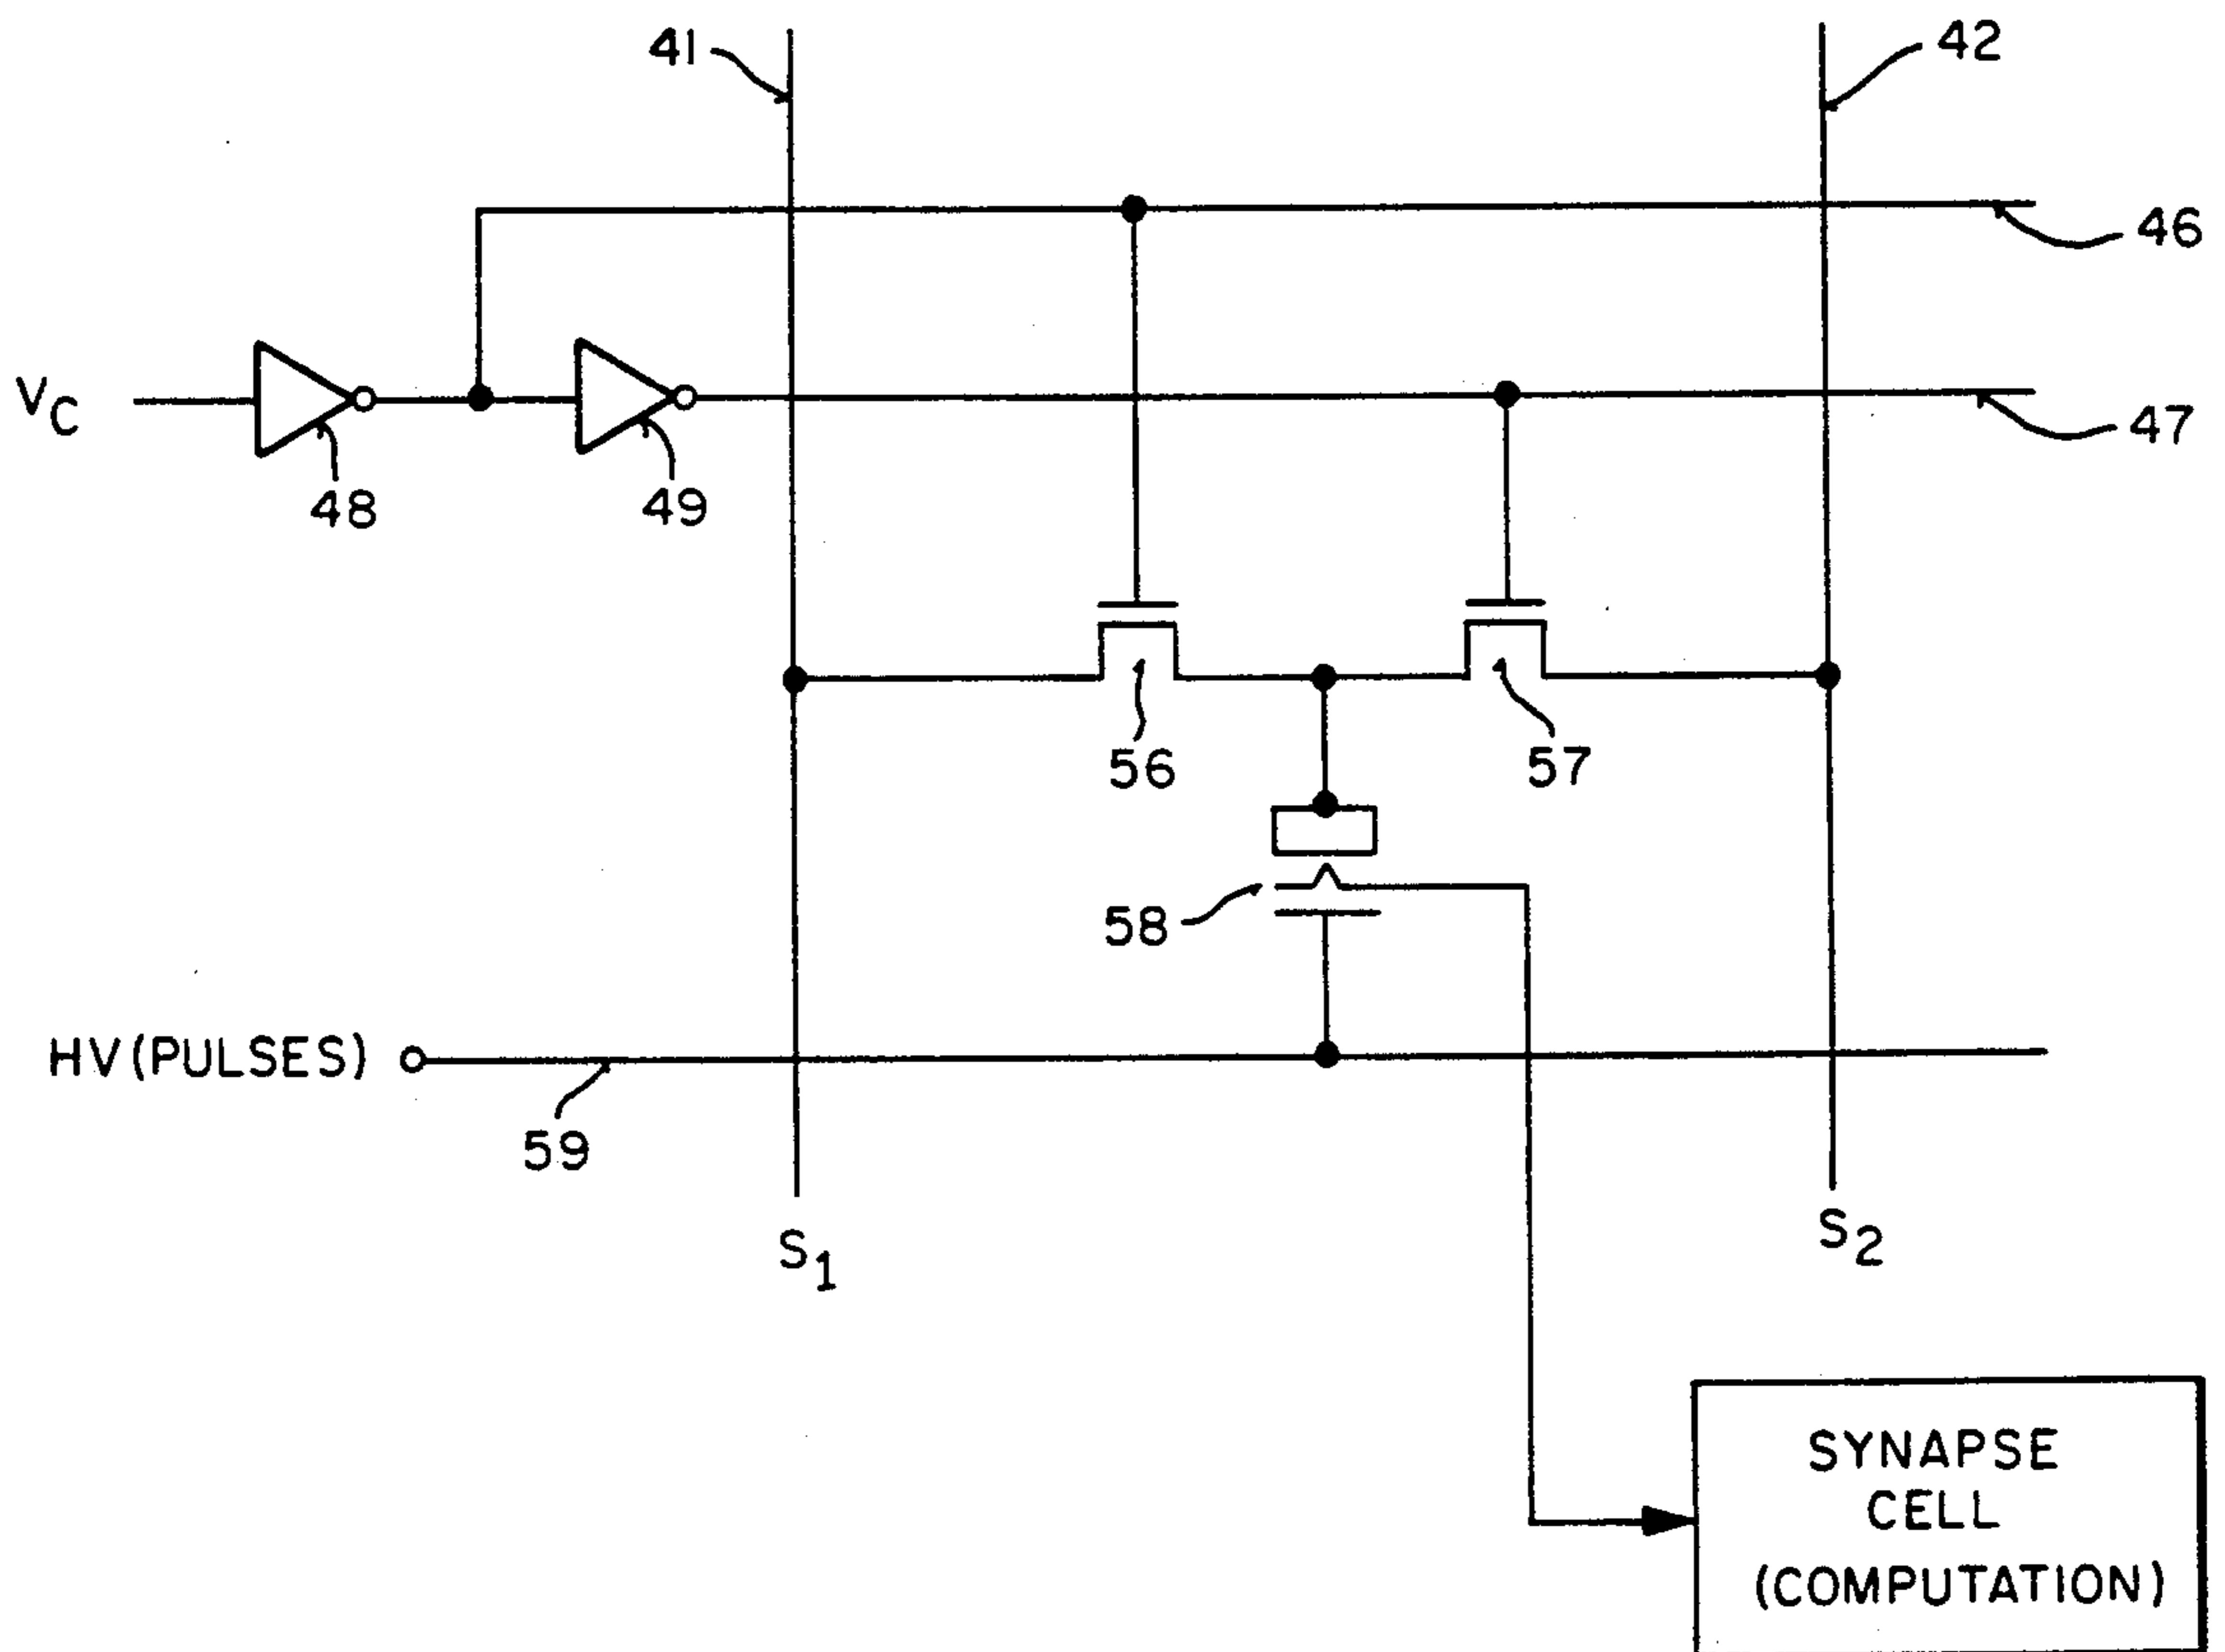 41
42
46
V_C
47
48
49
56
57
58
HV(PULSES)
59
S_1
S_2
SYNAPSE
CELL
(COMPUTATION)